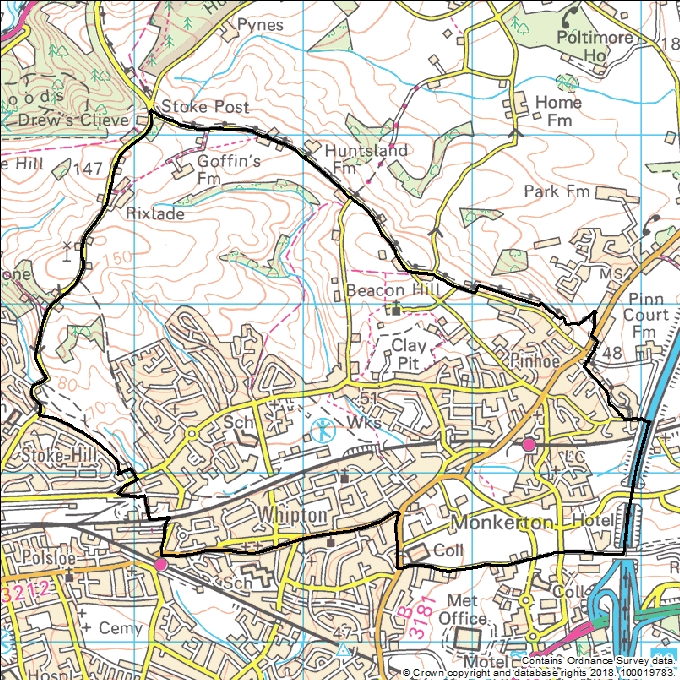 Pynes
Poltimore
Ho
18
oods
Stoke Post
Drew's Cleeve
Home
Fm
e Hill
147
Goffin's
Fm
Huntsland
Fm
Park Fm
Rixlade
150
MS
one
Beacon Hill
Pinn
Court
Fm
Clay
Pit
80
Pinhoe
48
70
51
Sch
Wks
Stoke Hill
LC
Whipton
Monkerton
Hotel
Polsloe
Coll
Sch
3212
B
3181
Coll
Met
Office
Cemy
47
Hospl
Motel
Contains Ordnance Survey data.
© Crown copyright and database rights 2018. 100019783.